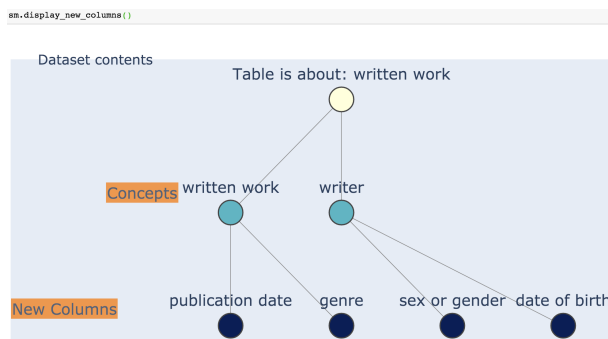 sm.display_new_columns()
Dataset contents
Table is about: written work
Concepts
written work
writer
New Columns
publication date
genre
sex or gender
date of birth